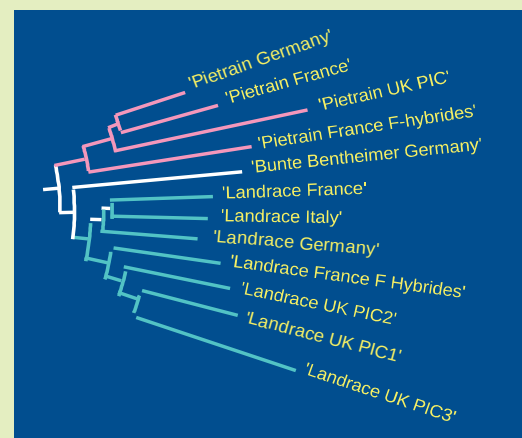 'Pietrain Germany'
'Pietrain France'
'Pietrain UK PIC'
'Pietrain France F-hybrides'
'Bunte Bentheimer Germany'
'Landrace France'
'Landrace Italy'
'Landrace Germany'
'Landrace France F Hybrides'
'Landrace UK PIC2'
'Landrace UK PIC1'
'Landrace UK PIC3'